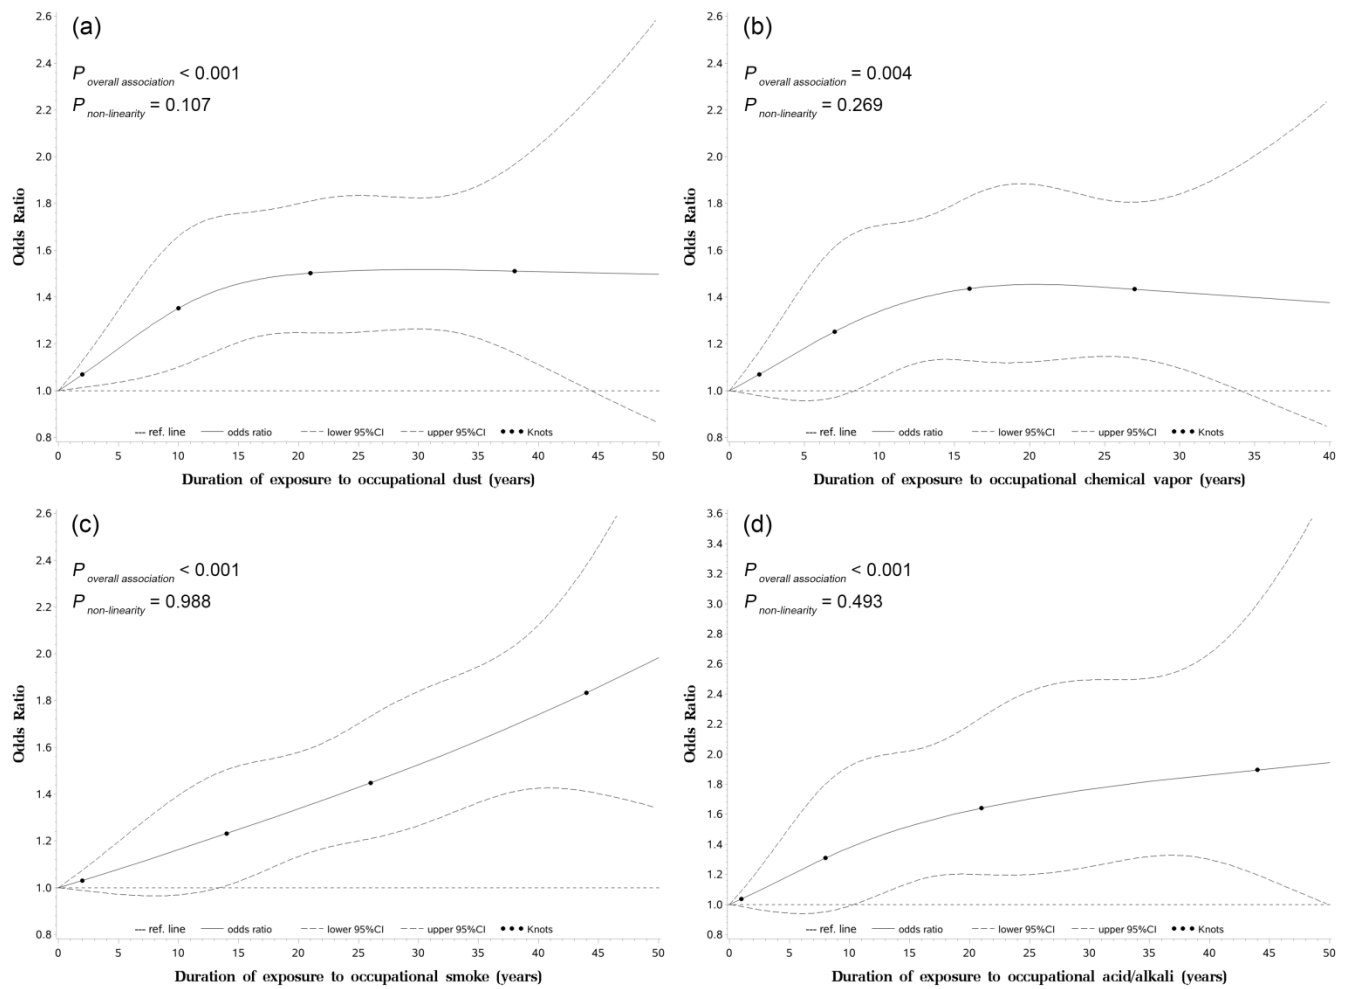 (a)
P overall association < 0.001
P non-linearity = 0.107
Odds Ratio
2.6
2.4
2.2
2.0
1.8
1.6
1.4
1.2
1.0
0.8
--- ref. line — odds ratio — lower 95%CI — upper 95%CI ••• Knots
0 5 10 15 20 25 30 35 40 45 50
Duration of exposure to occupational dust (years)
(b)
P overall association = 0.004
P non-linearity = 0.269
Odds Ratio
2.6
2.4
2.2
2.0
1.8
1.6
1.4
1.2
1.0
0.8
--- ref. line — odds ratio — lower 95%CI — upper 95%CI ••• Knots
0 5 10 15 20 25 30 35 40
Duration of exposure to occupational chemical vapor (years)
(c)
P overall association < 0.001
P non-linearity = 0.988
Odds Ratio
2.6
2.4
2.2
2.0
1.8
1.6
1.4
1.2
1.0
0.8
--- ref. line — odds ratio — lower 95%CI — upper 95%CI ••• Knots
0 5 10 15 20 25 30 35 40 45 50
Duration of exposure to occupational smoke (years)
(d)
P overall association < 0.001
P non-linearity = 0.493
Odds Ratio
3.6
3.4
3.2
3.0
2.8
2.6
2.4
2.2
2.0
1.8
1.6
1.4
1.2
1.0
0.8
--- ref. line — odds ratio — lower 95%CI — upper 95%CI ••• Knots
0 5 10 15 20 25 30 35 40 45 50
Duration of exposure to occupational acid/alkali (years)